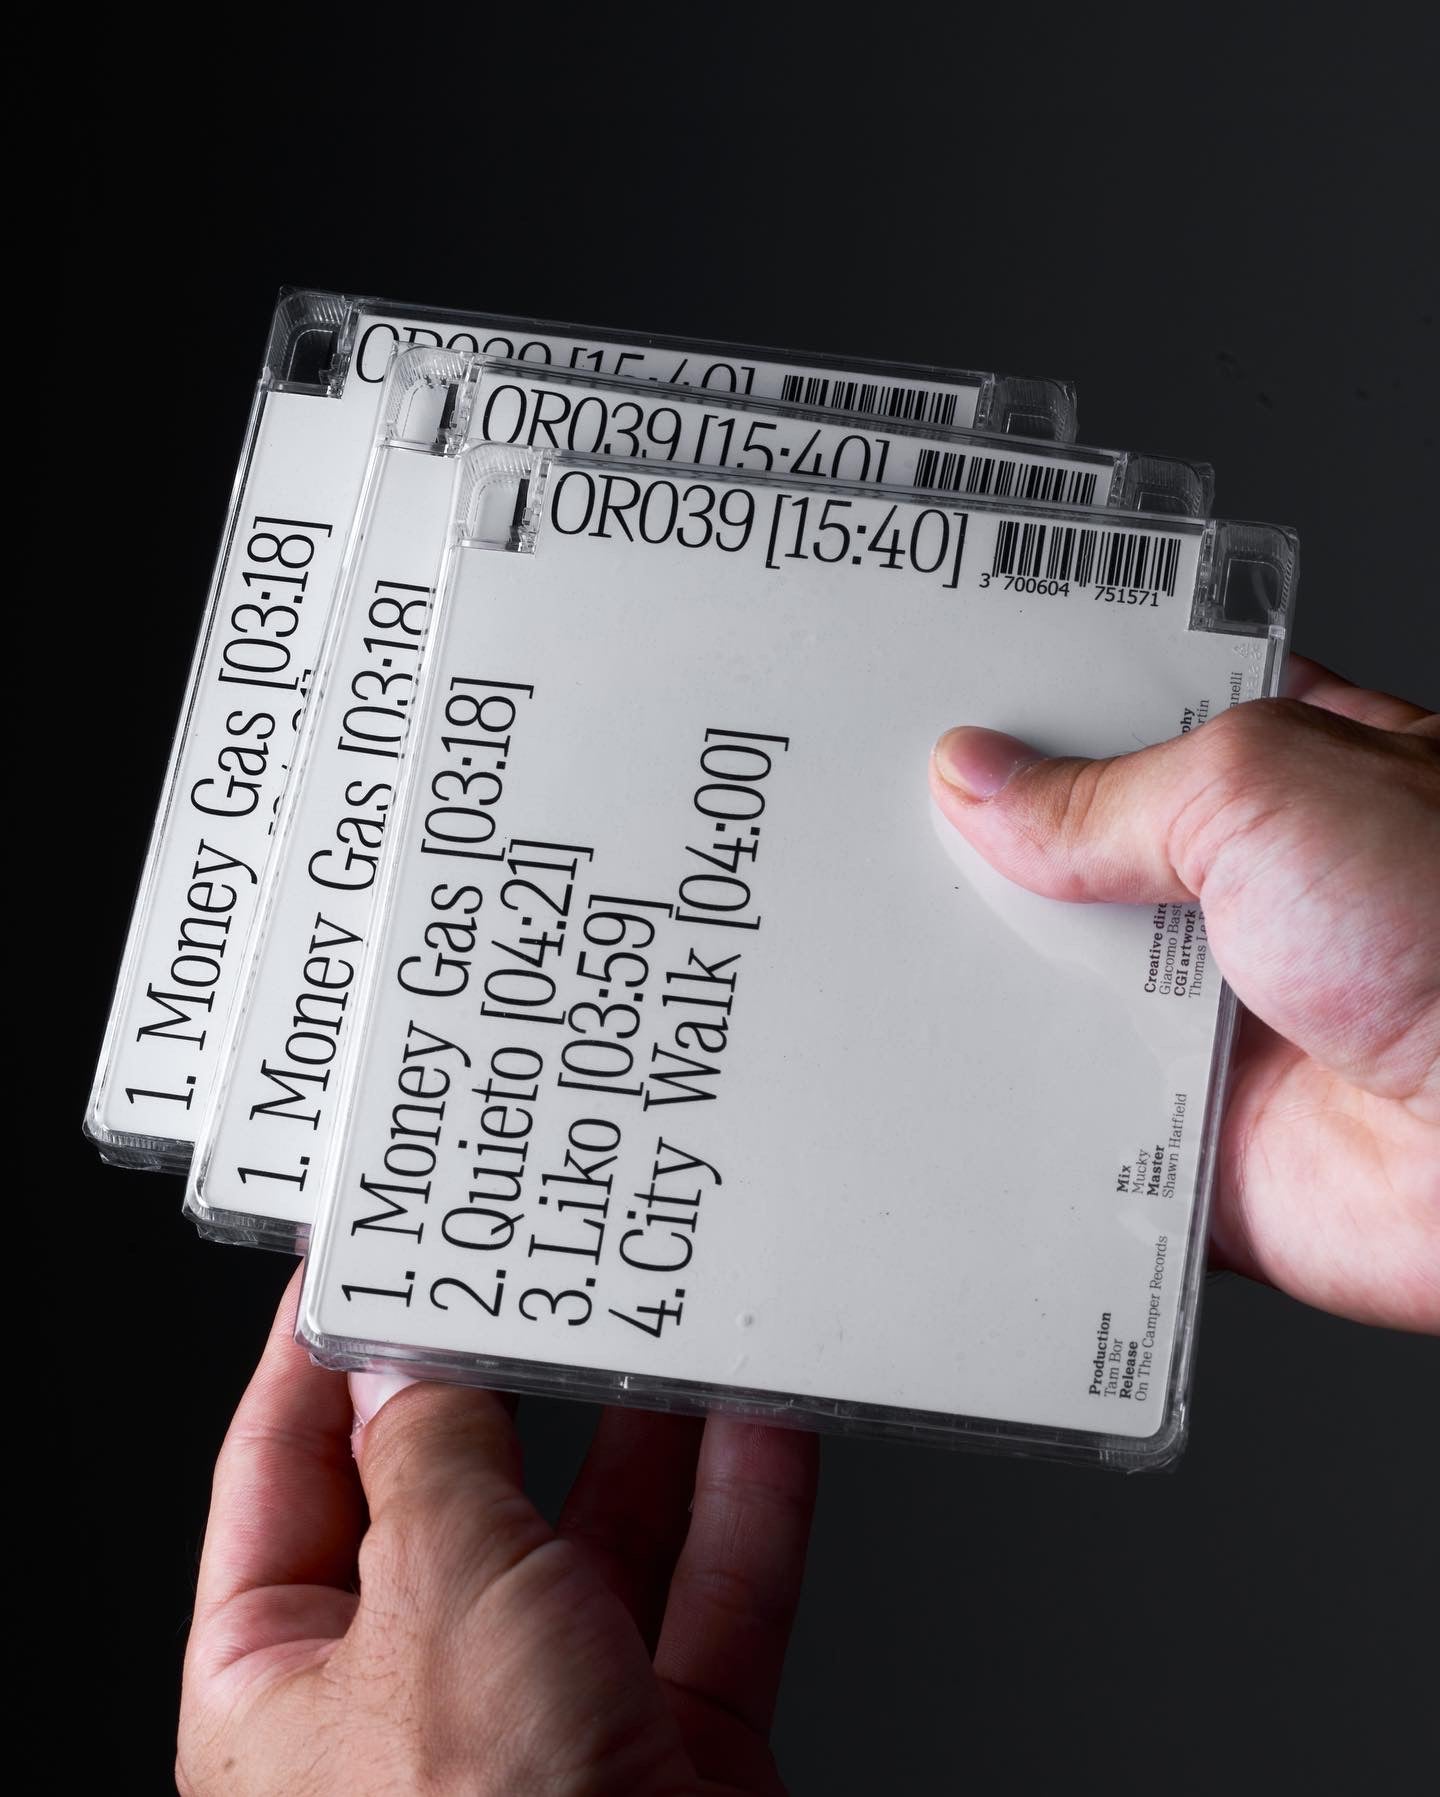 OR039 [15:40]
OR039 [15:40]
OR039 [15:40]
3 700604 751571
1. Money Gas [03:18]
1. Money Gas [03:18]
1. Money Gas [03:18]
2. Quieto [04:21]
3. Liko [03:59]
4. City Walk [04:00]
Production
Tam Bor
Release
On The Camper Records
Mix
Mucky
Master
Shawn Hatfield
Creative
Giacomo
CGI artwork
Thomas